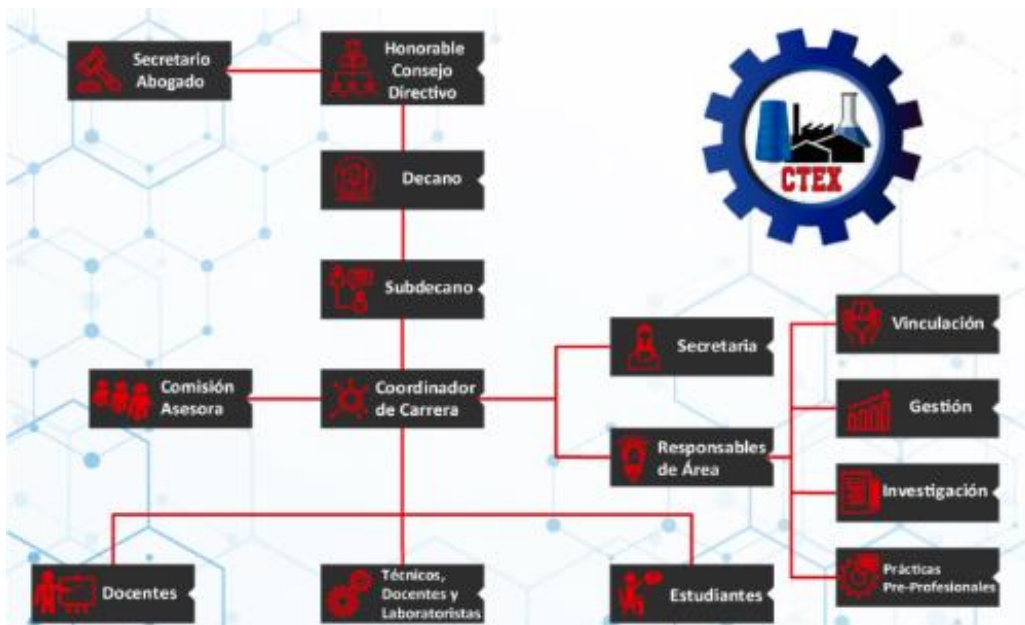 Secretario
Abogado
Honorable
Consejo
Directivo
CTEX
Decano
Subdecano
Vinculación
Secretaria
Comisión
Asesora
Coordinador
de Carrera
Gestión
Responsables
de Área
Investigación
Docentes
Técnicos,
Docentes y
Laboratoristas
Estudiantes
Prácticas
Pre-Profesionales